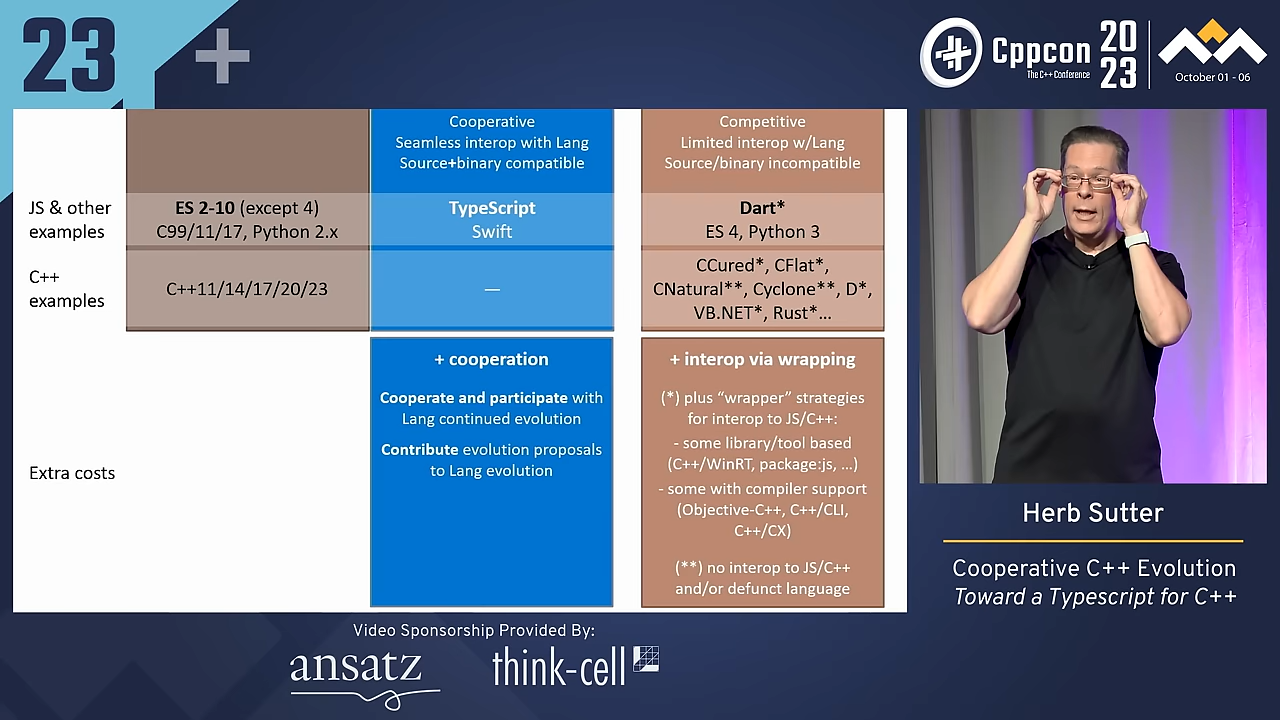 23 +
Cppcon
The C++ Conference
20
23
October 01 - 06
Cooperative
Seamless interop with Lang
Source+binary compatible
Competitive
Limited interop w/Lang
Source/binary incompatible
JS & other
examples
ES 2-10 (except 4)
C99/11/17, Python 2.x
TypeScript
Swift
Dart*
ES 4, Python 3
C++
examples
C++11/14/17/20/23
—
CCured*, CFlat*,
CNatural**, Cyclone**, D*,
VB.NET*, Rust*...
Extra costs
+ cooperation
Cooperate and participate with
Lang continued evolution
Contribute evolution proposals
to Lang evolution
+ interop via wrapping
(*) plus “wrapper” strategies
for interop to JS/C++:
- some library/tool based
(C++/WinRT, package:js, ...)
- some with compiler support
(Objective-C++, C++/CLI,
C++/CX)
(**) no interop to JS/C++
and/or defunct language
Herb Sutter
Cooperative C++ Evolution
Toward a Typescript for C++
Video Sponsorship Provided By:
ansatz
think-cell